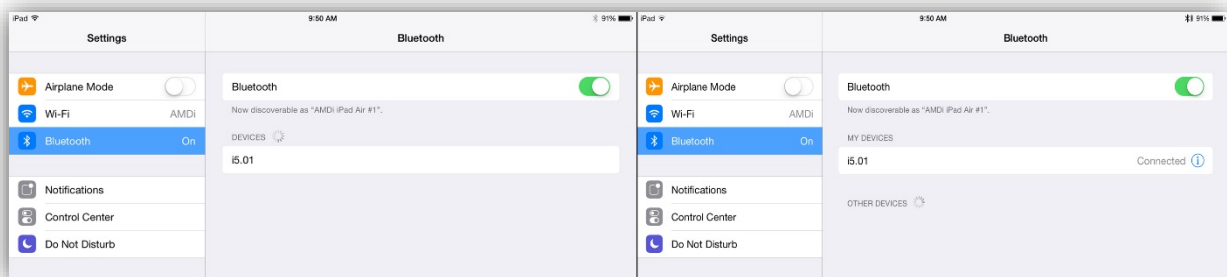 iPad 9:50 AM 91%
Settings Bluetooth
Airplane Mode
Wi-Fi AMDi
Bluetooth On
Notifications
Control Center
Do Not Disturb
Bluetooth
Now discoverable as “AMDi iPad Air #1”.
DEVICES
i5.01
iPad 9:50 AM 91%
Settings Bluetooth
Airplane Mode
Wi-Fi AMDi
Bluetooth On
Notifications
Control Center
Do Not Disturb
Bluetooth
Now discoverable as “AMDi iPad Air #1”.
MY DEVICES
i5.01 Connected
OTHER DEVICES